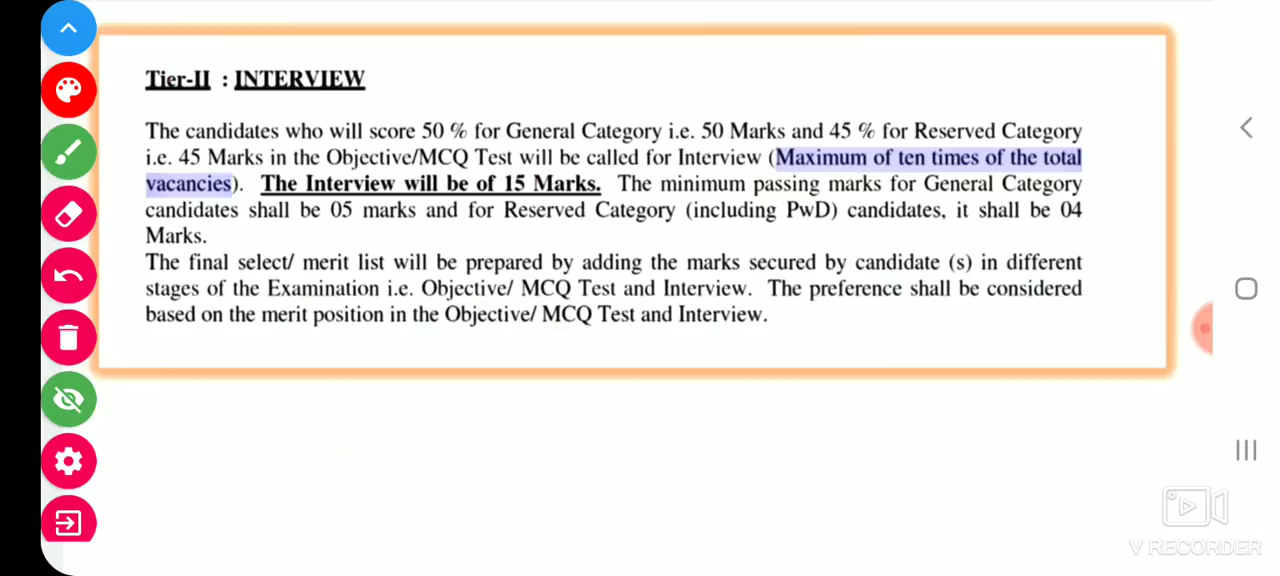 Tier-II : INTERVIEW
The candidates who will score 50 % for General Category i.e. 50 Marks and 45 % for Reserved Category
i.e. 45 Marks in the Objective/MCQ Test will be called for Interview (Maximum of ten times of the total
vacancies). The Interview will be of 15 Marks. The minimum passing marks for General Category
candidates shall be 05 marks and for Reserved Category (including PwD) candidates, it shall be 04
Marks.
The final select/ merit list will be prepared by adding the marks secured by candidate (s) in different
stages of the Examination i.e. Objective/ MCQ Test and Interview. The preference shall be considered
based on the merit position in the Objective/ MCQ Test and Interview.
V RECORDER